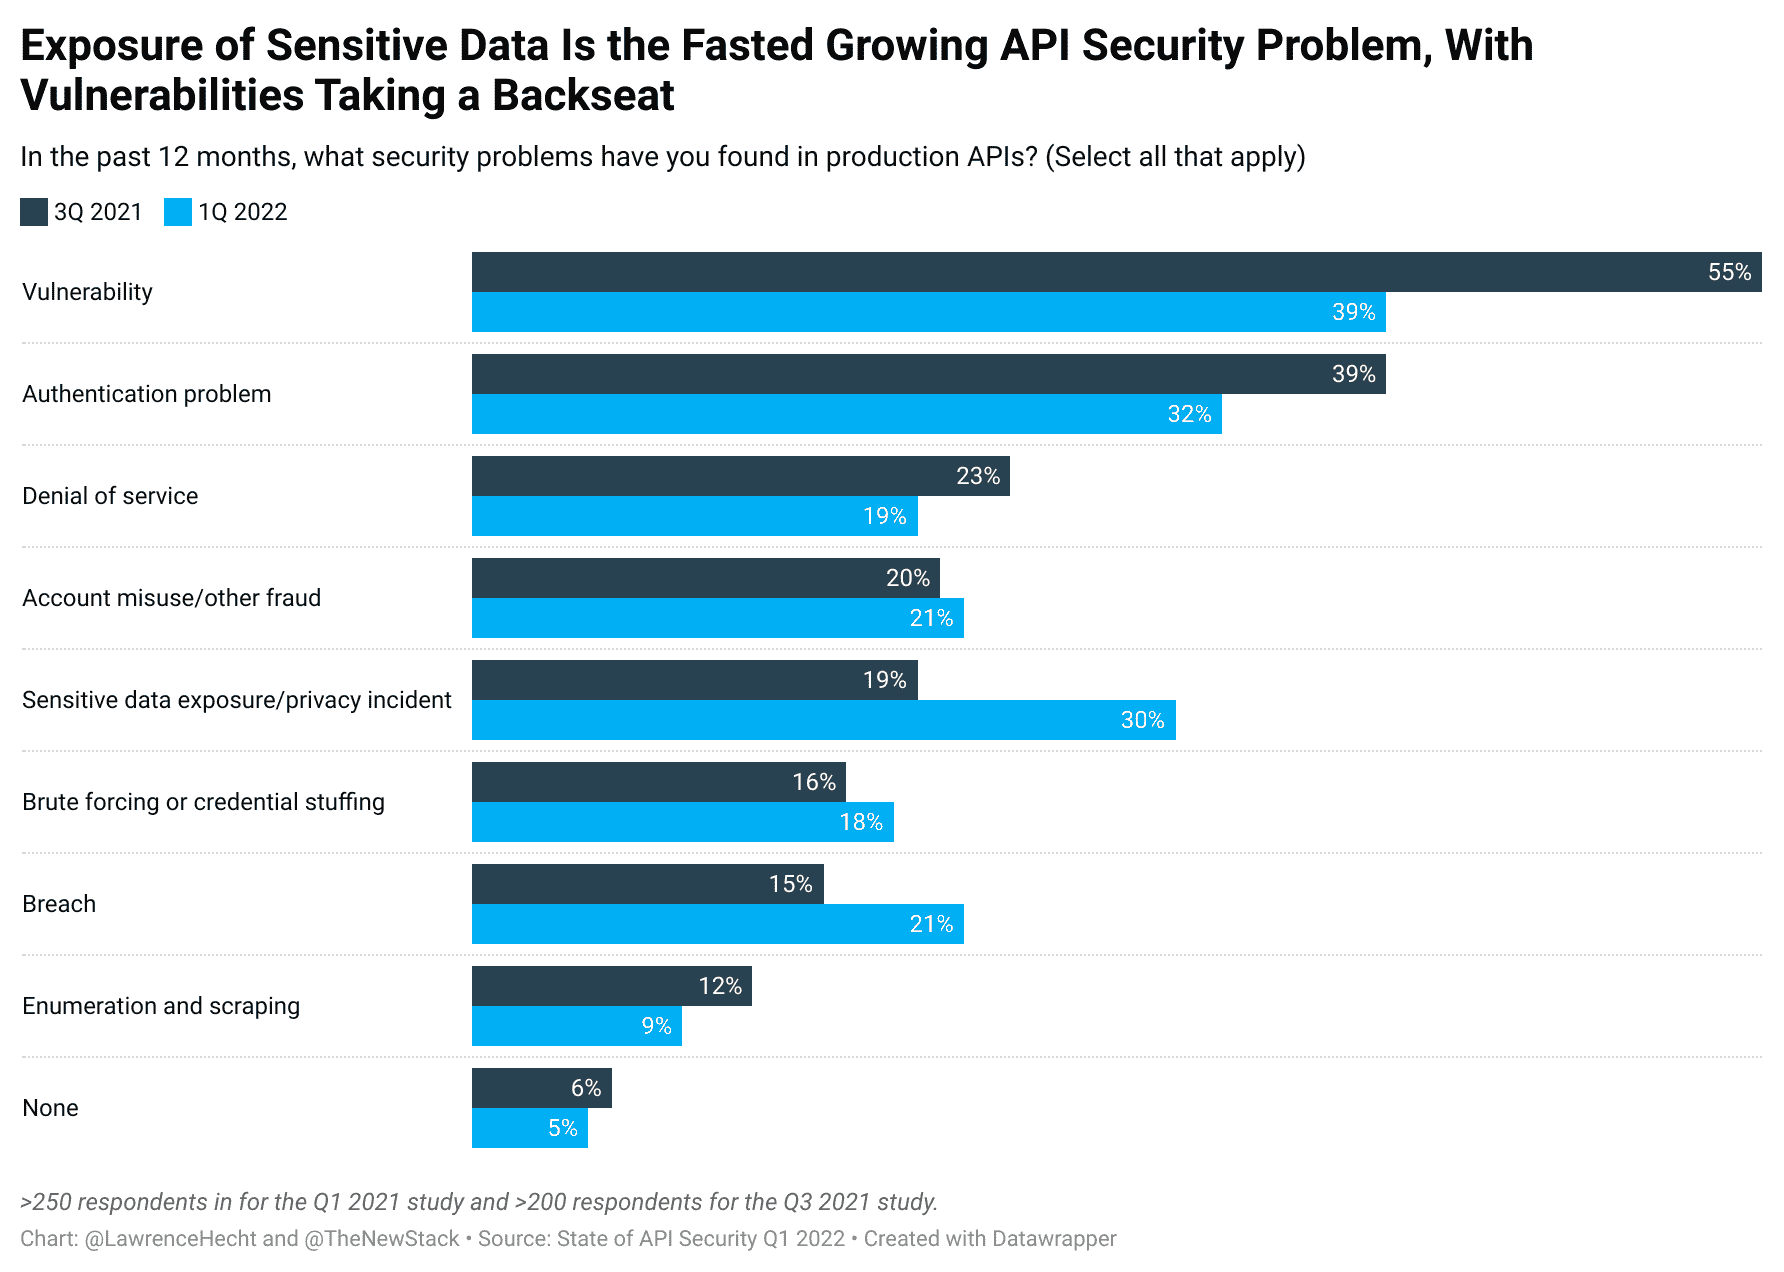 Exposure of Sensitive Data Is the Fasted Growing API Security Problem, With
Vulnerabilities Taking a Backseat
In the past 12 months, what security problems have you found in production APIs? (Select all that apply)
3Q 2021 1Q 2022
Vulnerability
55%
39%
Authentication problem
39%
32%
Denial of service
23%
19%
Account misuse/other fraud
20%
21%
Sensitive data exposure/privacy incident
19%
30%
Brute forcing or credential stuffing
16%
18%
Breach
15%
21%
Enumeration and scraping
12%
9%
None
6%
5%
>250 respondents in for the Q1 2021 study and >200 respondents for the Q3 2021 study.
Chart: @LawrenceHecht and @TheNewStack • Source: State of API Security Q1 2022 • Created with Datawrapper